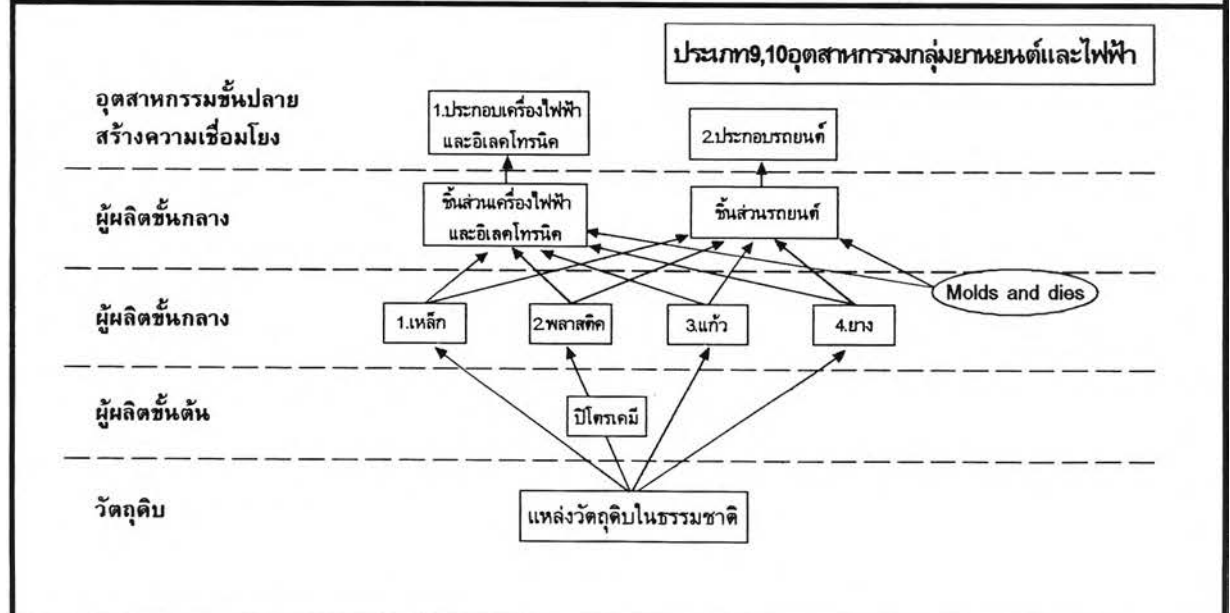 ประเภท9,10อุตสาหกรรมกลุ่มยานยนต์และไฟฟ้า
อุตสาหกรรมขั้นปลาย
สร้างความเชื่อมโยง
1.ประกอบเครื่องไฟฟ้า
และอิเลคโทรนิค
2.ประกอบรถยนต์
ผู้ผลิตขั้นกลาง
ชิ้นส่วนเครื่องไฟฟ้า
และอิเลคโทรนิค
ชิ้นส่วนรถยนต์
Molds and dies
ผู้ผลิตขั้นกลาง
1.เหล็ก
2.พลาสติค
3.แก้ว
4.ยาง
ผู้ผลิตขั้นต้น
ปิโตรเคมี
วัตถุดิบ
แหล่งวัตถุดิบในธรรมชาติ